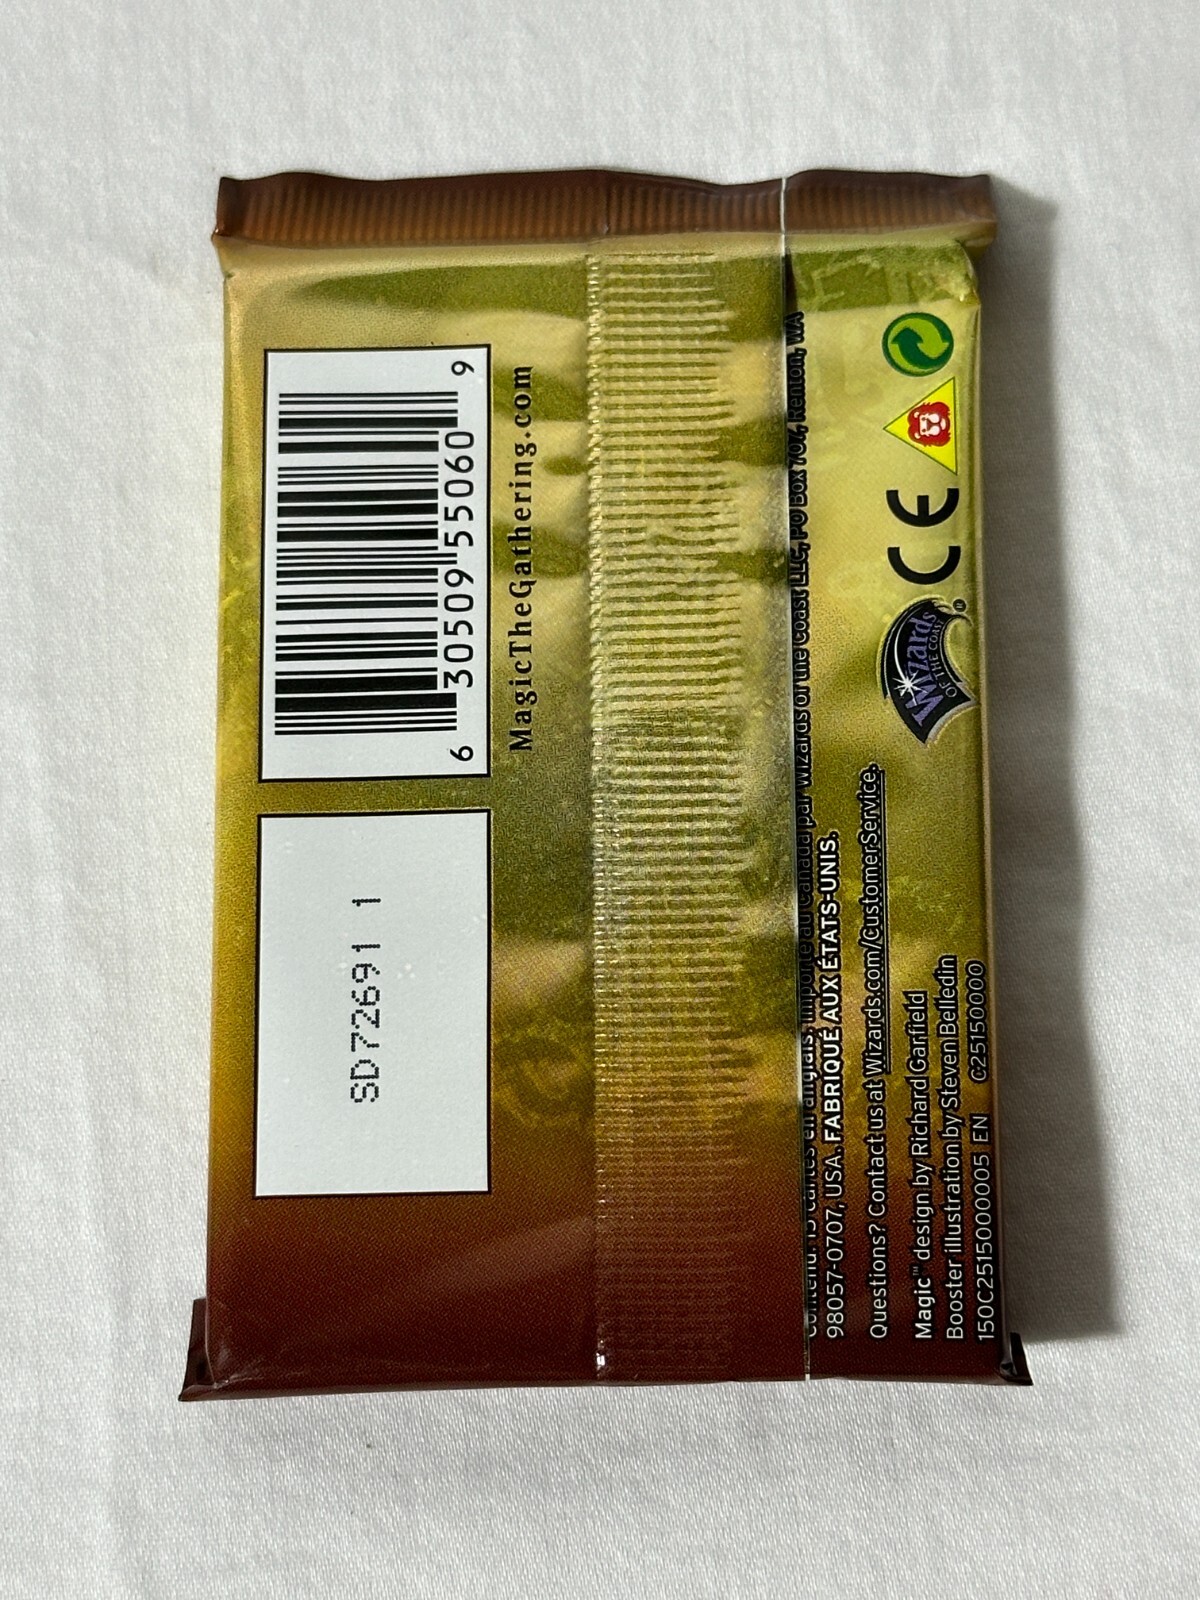 6 30509 55060 9
MagicTheGathering.com
SD72691 1
Contenu: 15 cartes en anglais. Importé au Canada par Wizards of the Coast LLC, PO Box 707, Renton, WA
98057-0707, USA. FABRIQUÉ AUX ÉTATS-UNIS.
Questions? Contact us at Wizards.com/CustomerService.
Magic™ design by Richard Garfield
Booster illustration by Steven Belledin
150C25150000005 EN C25150000
Wizards
OF THE COAST
®
CE